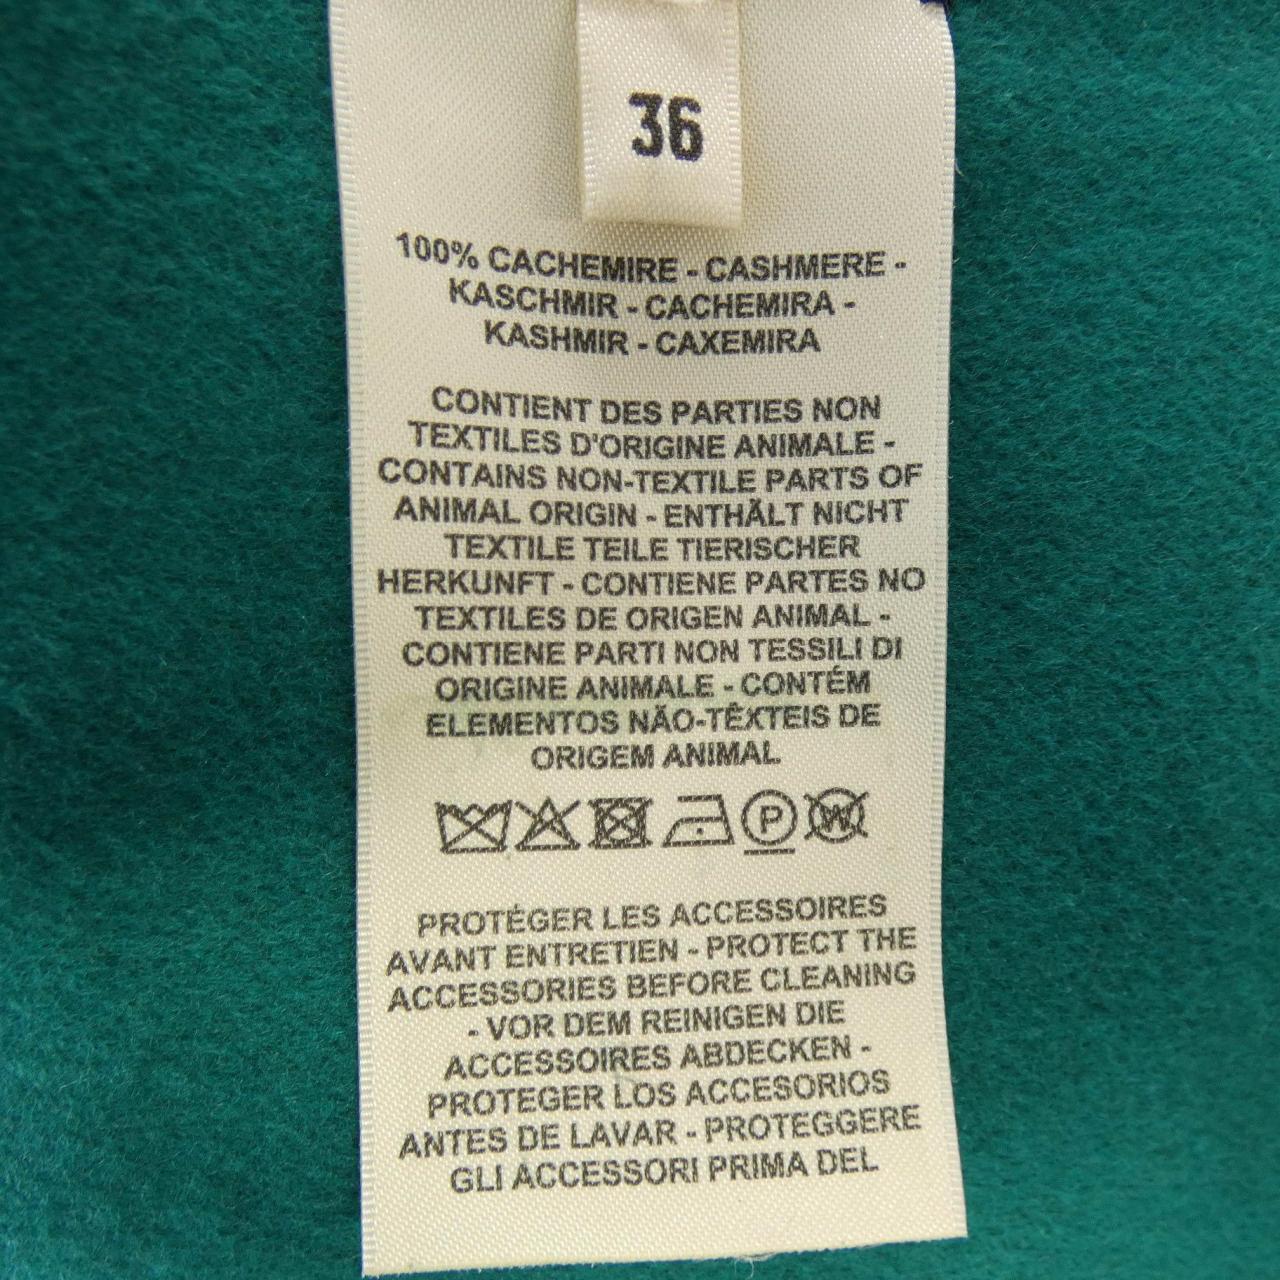 36
100% CACHEMIRE - CASHMERE -
KASCHMIR - CACHEMIRA -
KASHMIR - CAXEMIRA
CONTIENT DES PARTIES NON
TEXTILES D'ORIGINE ANIMALE -
CONTAINS NON-TEXTILE PARTS OF
ANIMAL ORIGIN - ENTHÄLT NICHT
TEXTILE TEILE TIERISCHER
HERKUNFT - CONTIENE PARTES NO
TEXTILES DE ORIGEN ANIMAL -
CONTIENE PARTI NON TESSILI DI
ORIGINE ANIMALE - CONTÉM
ELEMENTOS NÃO-TÊXTEIS DE
ORIGEM ANIMAL
P W
PROTÉGER LES ACCESSOIRES
AVANT ENTRETIEN - PROTECT THE
ACCESSORIES BEFORE CLEANING
- VOR DEM REINIGEN DIE
ACCESSOIRES ABDECKEN -
PROTEGER LOS ACCESORIOS
ANTES DE LAVAR - PROTEGGERE
GLI ACCESSORI PRIMA DEL